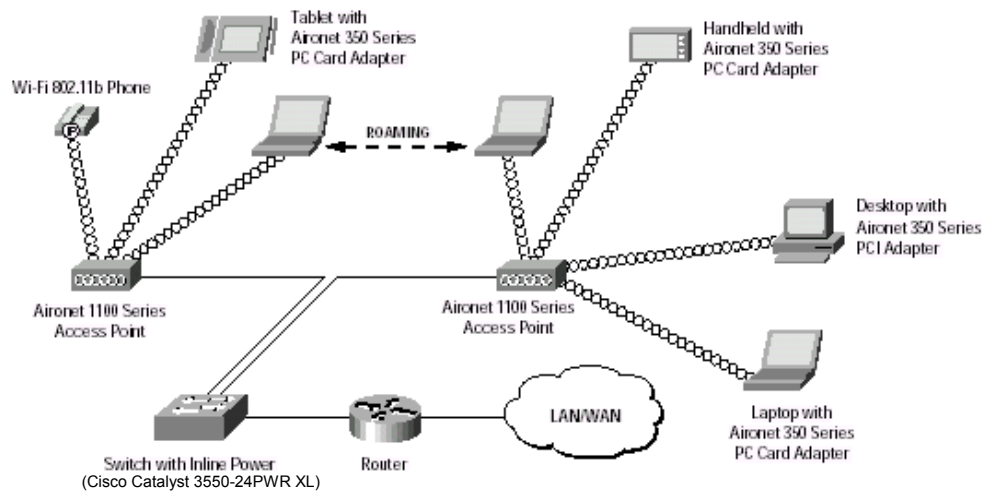 Tablet with
Aironet 350 Series
PC Card Adapter
Handheld with
Aironet 350 Series
PC Card Adapter
Wi-Fi 802.11b Phone
P
ROAMING
Desktop with
Aironet 350 Series
PCI Adapter
Aironet 1100 Series
Access Point
Aironet 1100 Series
Access Point
LAN/WAN
Laptop with
Aironet 350 Series
PC Card Adapter
Switch with Inline Power
(Cisco Catalyst 3550-24PWR XL)
Router